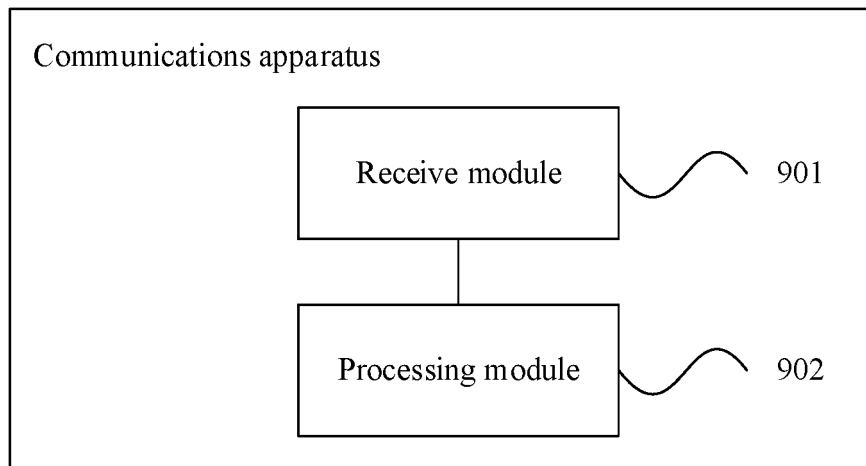 Communications apparatus
Receive module
901
Processing module
902